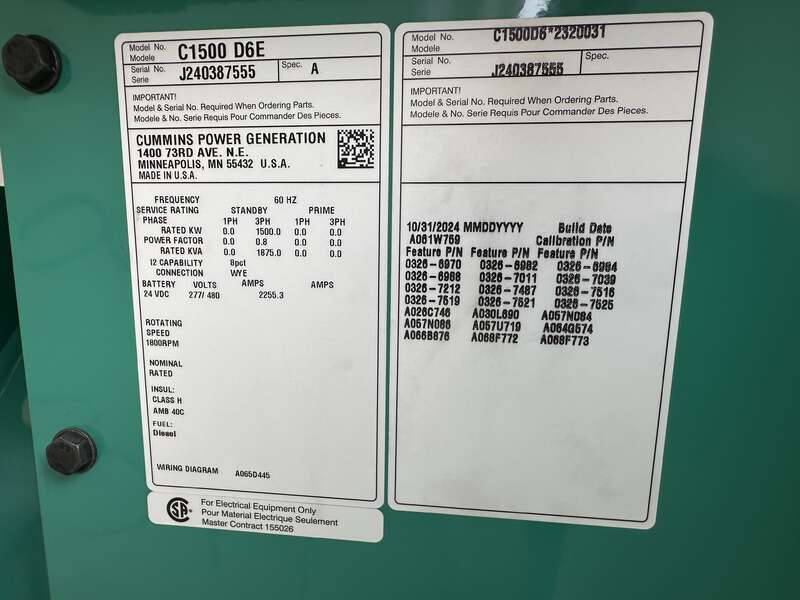 Model No. C1500 D6E
Modele
Serial No. J240387555 Spec. A
Serie
IMPORTANT!
Model & Serial No. Required When Ordering Parts.
Modele & No. Serie Requis Pour Commander Des Pieces.
CUMMINS POWER GENERATION
1400 73RD AVE. N.E.
MINNEAPOLIS, MN 55432 U.S.A.
MADE IN U.S.A.
FREQUENCY 60 HZ
SERVICE RATING STANDBY PRIME
PHASE 1PH 3PH 1PH 3PH
RATED KW 0.0 1500.0 0.0 0.0
POWER FACTOR 0.0 0.8 0.0 0.0
RATED KVA 0.0 1875.0 0.0 0.0
I2 CAPABILITY 8pct
CONNECTION WYE
BATTERY VOLTS AMPS AMPS
24 VDC 277/ 480 2255.3
ROTATING
SPEED
1800RPM
NOMINAL
RATED
INSUL:
CLASS H
AMB 40C
FUEL:
Diesel
WIRING DIAGRAM A065D445
CSA
For Electrical Equipment Only
Pour Material Electrique Seulement
Master Contract 155026
Model No. C1500D6*2320031
Modele
Serial No. J240387555 Spec.
Serie
IMPORTANT!
Model & Serial No. Required When Ordering Parts.
Modele & No. Serie Requis Pour Commander Des Pieces.
10/31/2024 MMDDYYYY Build Date
A061W759 Calibration P/N
Feature P/N Feature P/N Feature P/N
0326-6970 0326-6982 0326-6984
0326-6988 0326-7011 0326-7039
0326-7212 0326-7487 0326-7516
0326-7519 0326-7521 0326-7525
A026C746 A030L690 A057N084
A057N086 A057U719 A064G574
A066B876 A068F772 A068F773